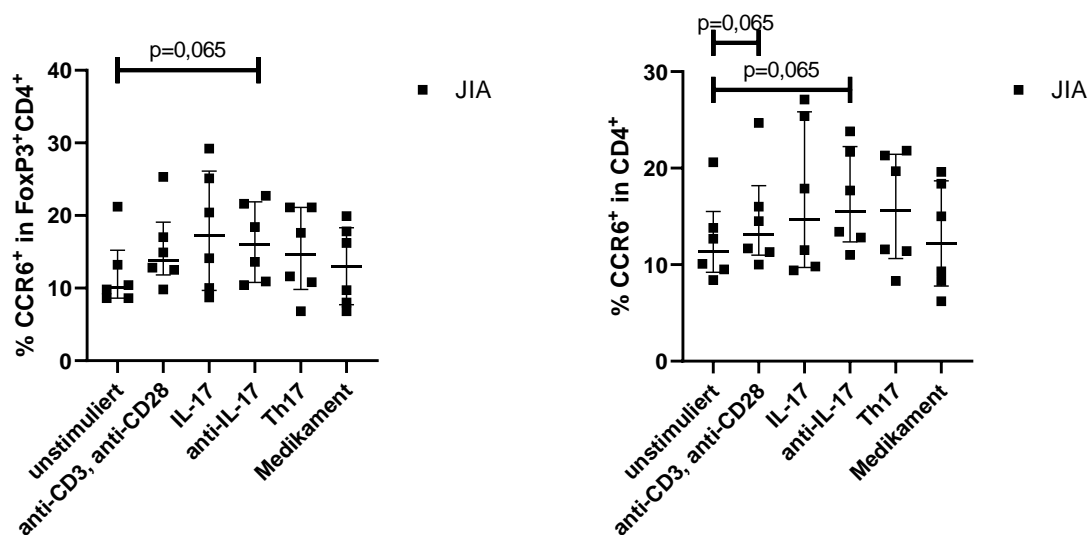 p=0,065
40
30
20
10
0
% CCR6⁺ in FoxP3⁺CD4⁺
JIA
unstimuliert
anti-CD3, anti-CD28
IL-17
anti-IL-17
Th17
Medikament
p=0,065
p=0,065
30
20
10
0
% CCR6⁺ in CD4⁺
JIA
unstimuliert
anti-CD3, anti-CD28
IL-17
anti-IL-17
Th17
Medikament